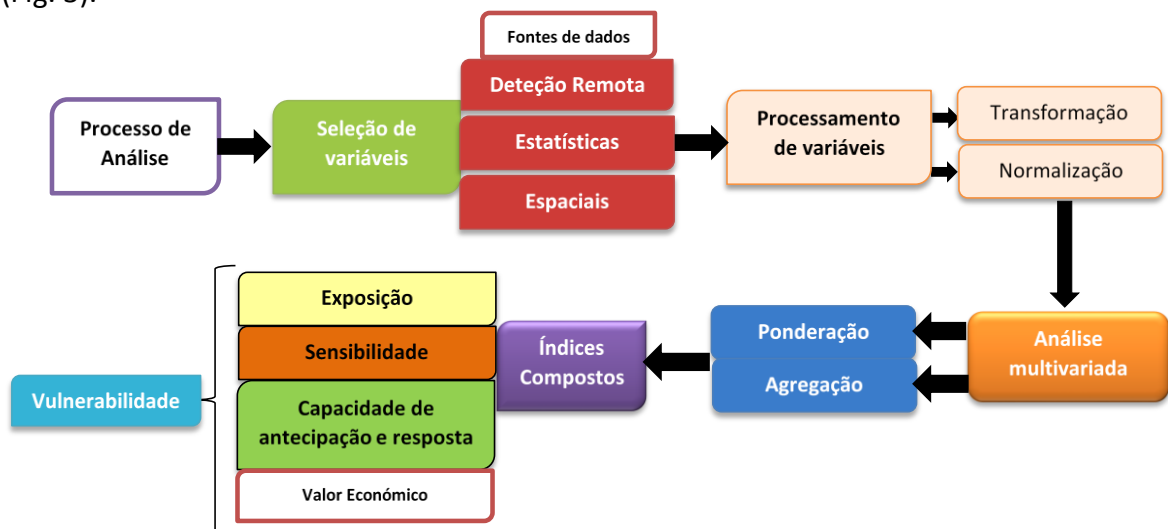 (Fig. 3).
Fontes de dados
Deteção Remota
Processo de
Análise
Seleção de
variáveis
Estatísticas
Espaciais
Processamento
de variáveis
Transformação
Normalização
Exposição
Sensibilidade
Capacidade de
antecipação e resposta
Valor Económico
Vulnerabilidade
Índices
Compostos
Ponderação
Agregação
Análise
multivariada